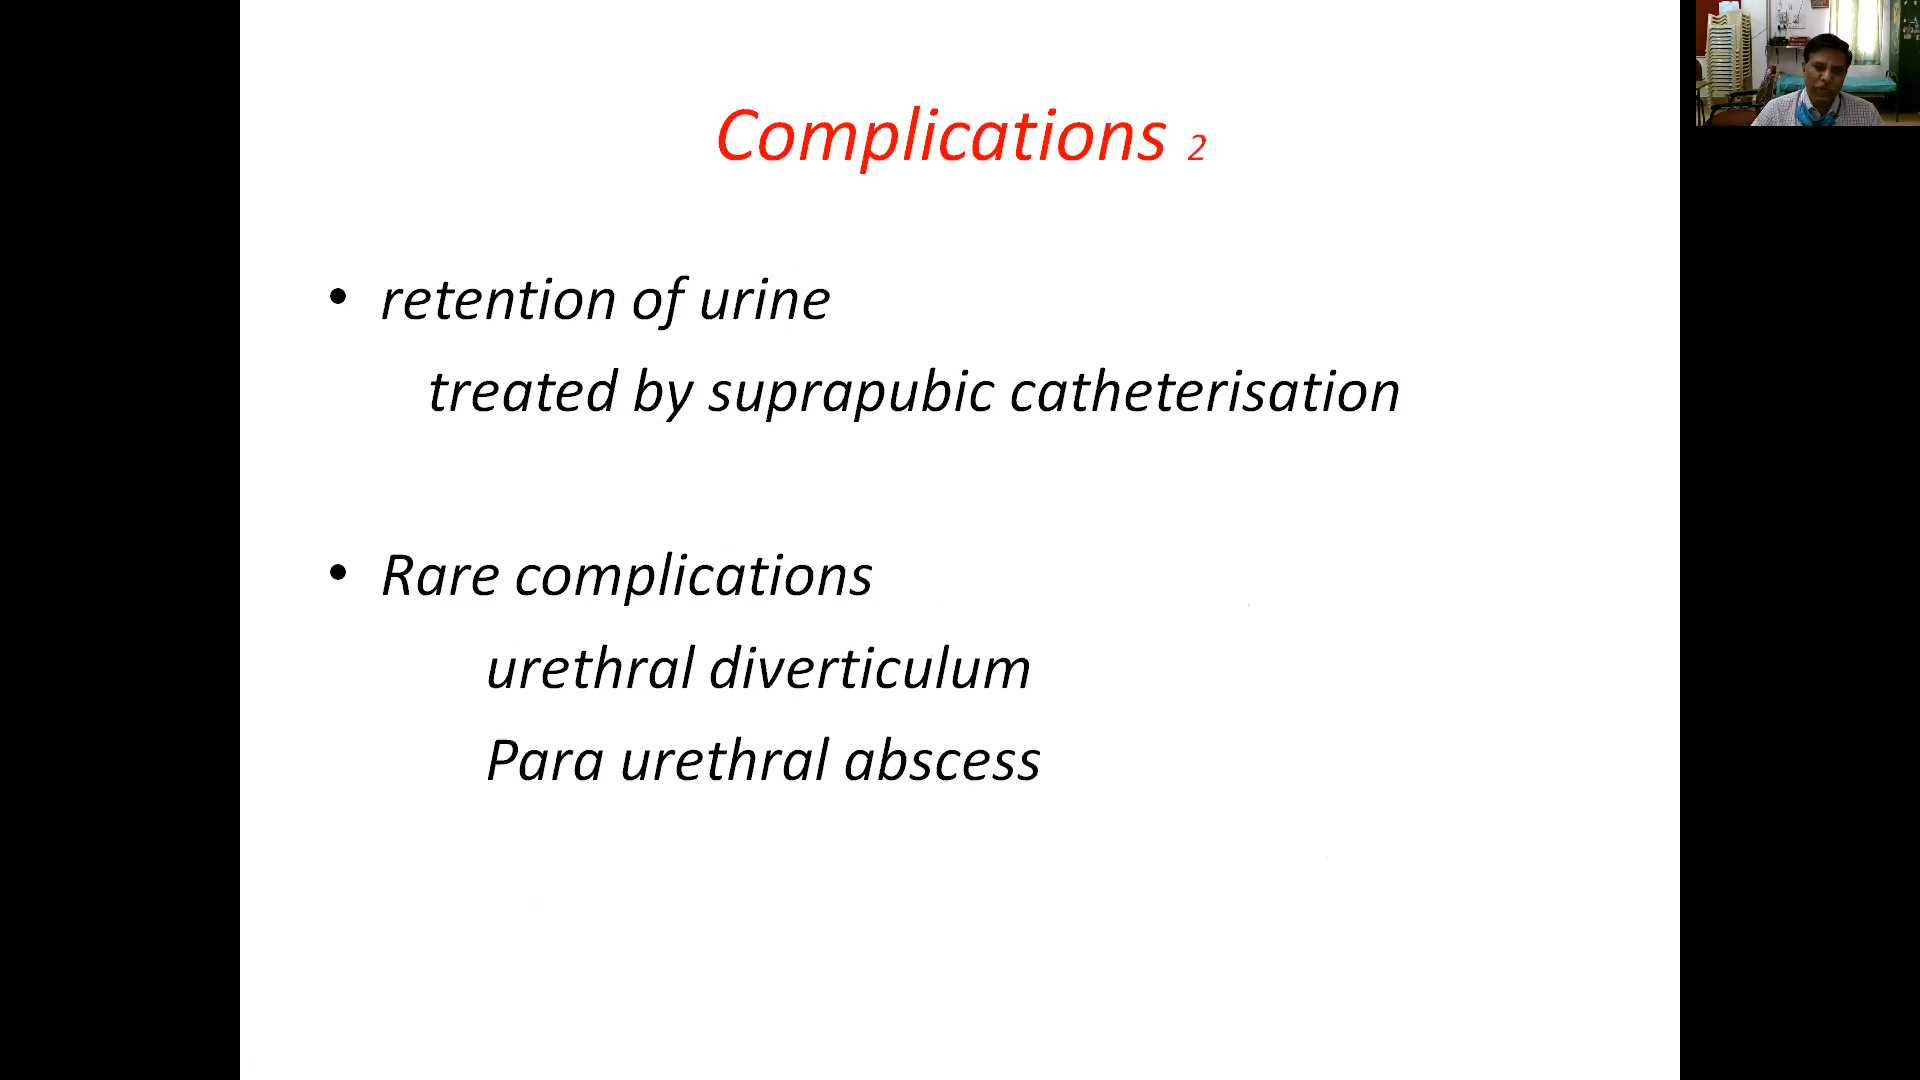 Complications 2
• retention of urine
treated by suprapubic catheterisation
• Rare complications
urethral diverticulum
Para urethral abscess